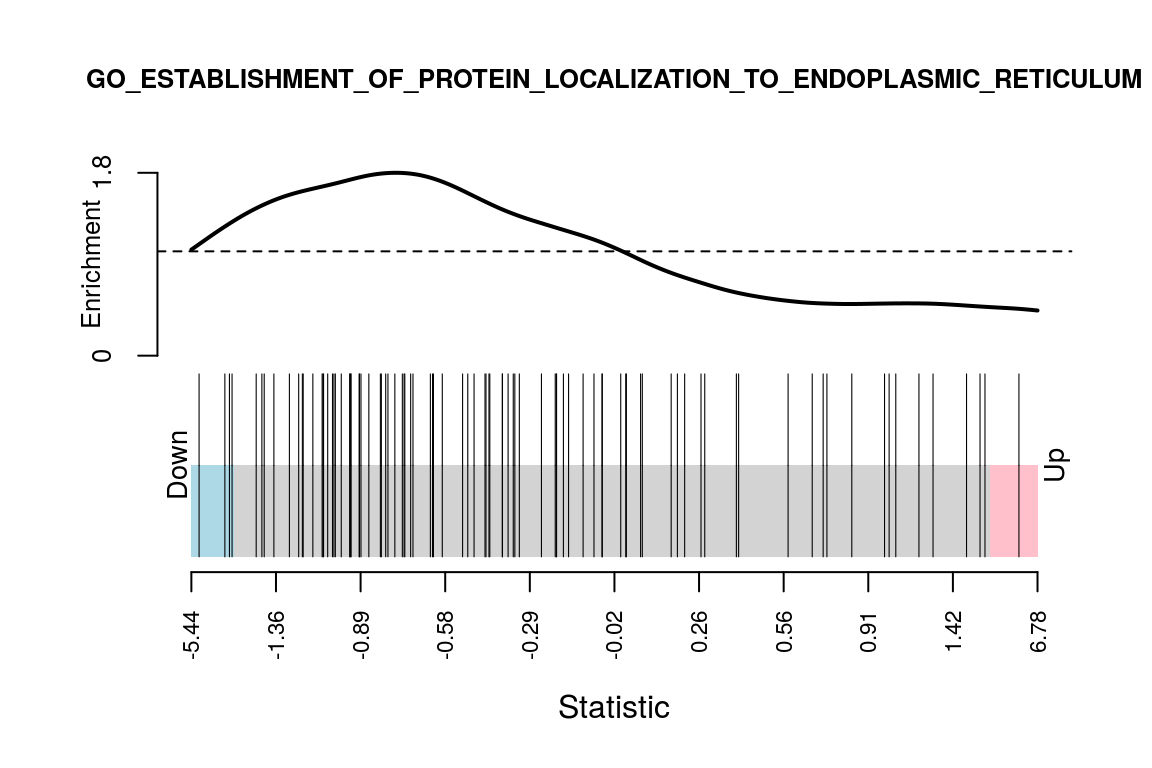 GO_ESTABLISHMENT_OF_PROTEIN_LOCALIZATION_TO_ENDOPLASMIC_RETICULUM
1.8
Enrichment
0
Down
Up
-5.44 -1.36 -0.89 -0.58 -0.29 -0.02 0.26 0.56 0.91 1.42 6.78
Statistic